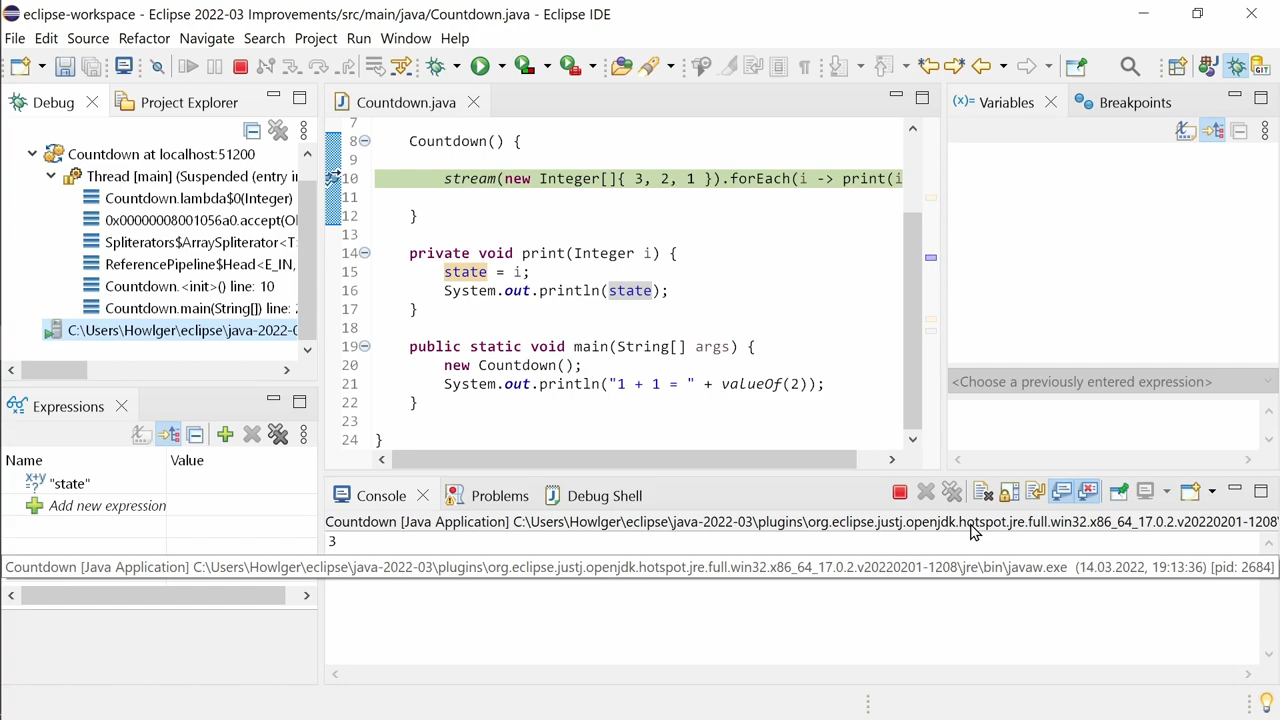 eclipse-workspace - Eclipse 2022-03 Improvements/src/main/java/Countdown.java - Eclipse IDE
File Edit Source Refactor Navigate Search Project Run Window Help
Debug Project Explorer
Countdown at localhost:51200
Thread [main] (Suspended (entry in
Countdown.lambda$0(Integer)
0x00000008001056a0.accept(O
Spliterators$ArraySpliterator<T
ReferencePipeline$Head<E_IN,
Countdown.<init>() line: 10
Countdown.main(String[]) line:
C:\Users\Howlger\eclipse\java-2022-0
Expressions
Name Value
x+y=? "state"
Add new expression
Countdown.java
7
8 Countdown() {
9
10 stream(new Integer[]{ 3, 2, 1 }).forEach(i -> print(i
11
12 }
13
14 private void print(Integer i) {
15 state = i;
16 System.out.println(state);
17 }
18
19 public static void main(String[] args) {
20 new Countdown();
21 System.out.println("1 + 1 = " + valueOf(2));
22 }
23
24 }
(x)= Variables Breakpoints
<Choose a previously entered expression>
Console Problems Debug Shell
Countdown [Java Application] C:\Users\Howlger\eclipse\java-2022-03\plugins\org.eclipse.justj.openjdk.hotspot.jre.full.win32.x86_64_17.0.2.v20220201-1208\
3
Countdown [Java Application] C:\Users\Howlger\eclipse\java-2022-03\plugins\org.eclipse.justj.openjdk.hotspot.jre.full.win32.x86_64_17.0.2.v20220201-1208\jre\bin\javaw.exe (14.03.2022, 19:13:36) [pid: 2684]